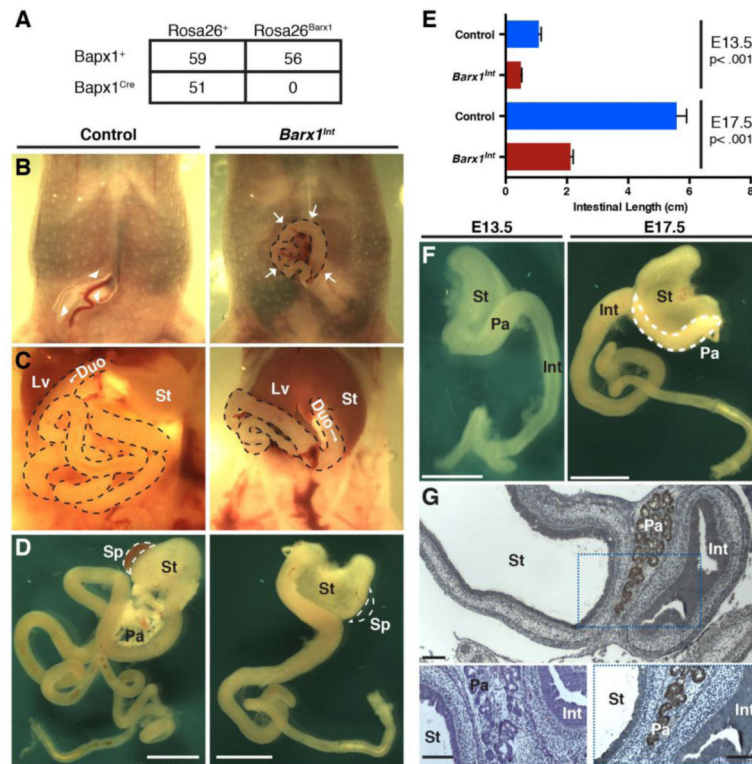 A
Rosa26+ Rosa26Barx1
Bapx1+ 59 56
Bapx1Cre 51 0
Control Barx1Int
B
C
Lv Duo St
Lv Duo St
D
Sp St Pa
St Sp
E
Control
Barx1Int
Control
Barx1Int
E13.5
p< .001
E17.5
p< .001
0 2 4 6 8
Intestinal Length (cm)
E13.5 E17.5
F
St Pa Int
Int St Pa
G
St Pa Int
St Pa Int
St Pa